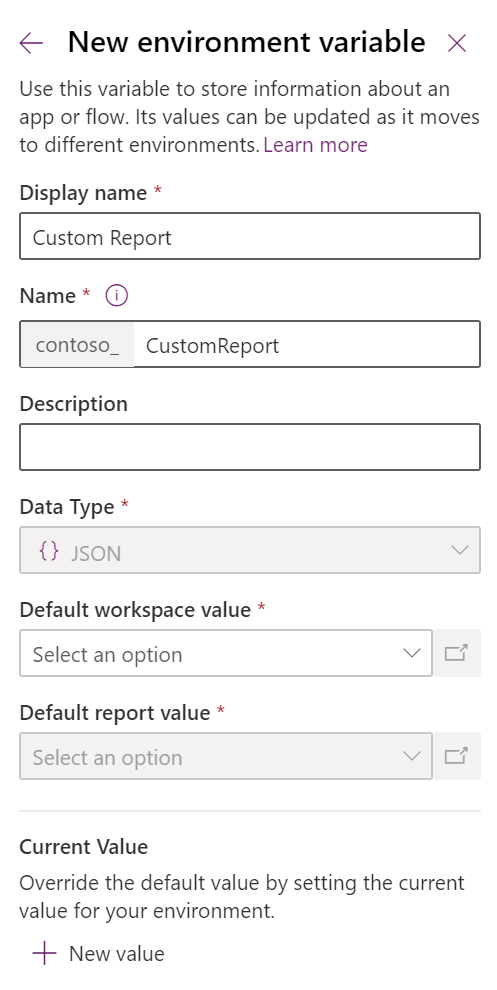 New environment variable
Use this variable to store information about an
app or flow. Its values can be updated as it moves
to different environments. Learn more
Display name *
Custom Report
Name *
contoso_ CustomReport
Description
Data Type *
{} JSON
Default workspace value *
Select an option
Default report value *
Select an option
Current Value
Override the default value by setting the current
value for your environment.
New value